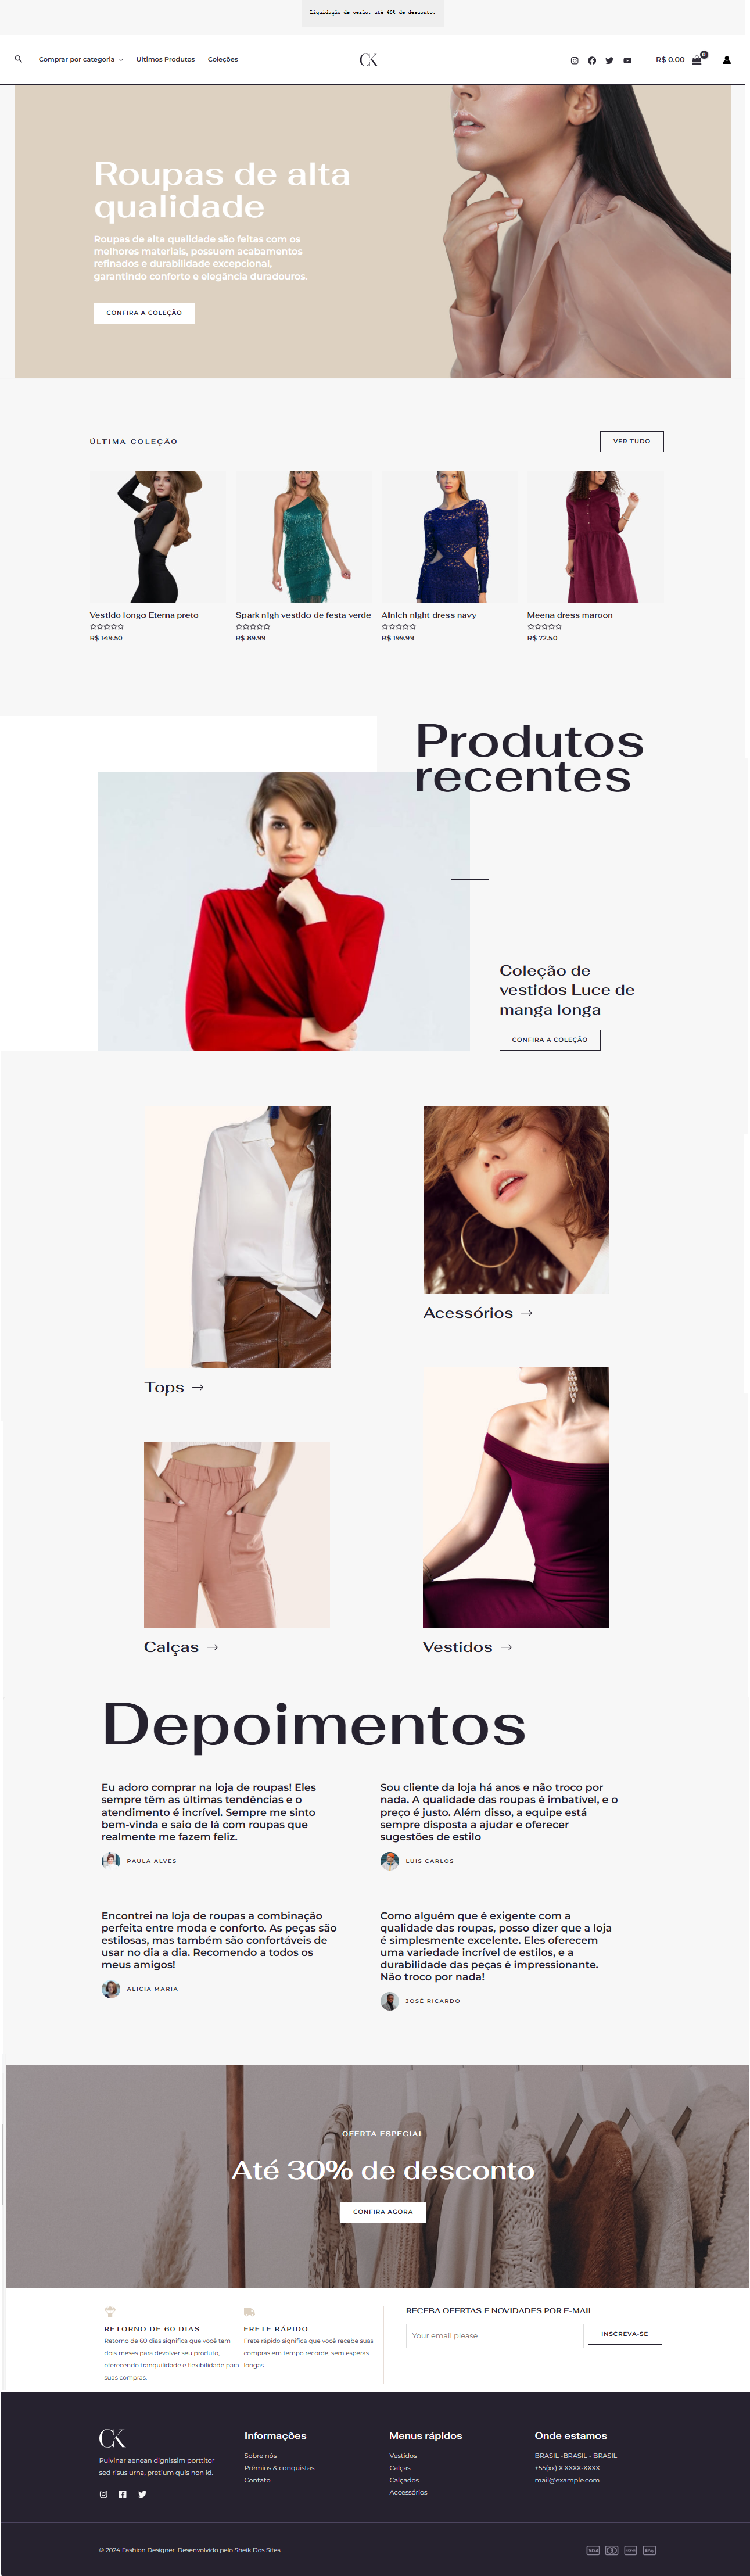 Liquidação de verão. até 40% de desconto.
Comprar por categoria Ultimos Produtos Coleções
CK
R$ 0.00 0
Roupas de alta
qualidade
Roupas de alta qualidade são feitas com os
melhores materiais, possuem acabamentos
refinados e durabilidade excepcional,
garantindo conforto e elegância duradouros.
CONFIRA A COLEÇÃO
ÚLTIMA COLEÇÃO
VER TUDO
Vestido longo Eterna preto
R$ 149.50
Spark nigh vestido de festa verde
R$ 89.99
Alnich night dress navy
R$ 199.99
Meena dress maroon
R$ 72.50
Produtos
recentes
Coleção de
vestidos Luce de
manga longa
CONFIRA A COLEÇÃO
Tops
Acessórios
Calças
Vestidos
Depoimentos
Eu adoro comprar na loja de roupas! Eles
sempre têm as últimas tendências e o
atendimento é incrível. Sempre me sinto
bem-vinda e saio de lá com roupas que
realmente me fazem feliz.
PAULA ALVES
Sou cliente da loja há anos e não troco por
nada. A qualidade das roupas é imbatível, e o
preço é justo. Além disso, a equipe está
sempre disposta a ajudar e oferecer
sugestões de estilo
LUIS CARLOS
Encontrei na loja de roupas a combinação
perfeita entre moda e conforto. As peças são
estilosas, mas também são confortáveis de
usar no dia a dia. Recomendo a todos os
meus amigos!
ALICIA MARIA
Como alguém que é exigente com a
qualidade das roupas, posso dizer que a loja
é simplesmente excelente. Eles oferecem
uma variedade incrível de estilos, e a
durabilidade das peças é impressionante.
Não troco por nada!
JOSÉ RICARDO
OFERTA ESPECIAL
Até 30% de desconto
CONFIRA AGORA
RETORNO DE 60 DIAS
Retorno de 60 dias significa que você tem
dois meses para devolver seu produto,
oferecendo tranquilidade e flexibilidade para
suas compras.
FRETE RÁPIDO
Frete rápido significa que você recebe suas
compras em tempo recorde, sem esperas
longas
RECEBA OFERTAS E NOVIDADES POR E-MAIL
Your email please
INSCREVA-SE
CK
Pulvinar aenean dignissim porttitor
sed risus urna, pretium quis non id.
Informações
Sobre nós
Prêmios & conquistas
Contato
Menus rápidos
Vestidos
Calças
Calçados
Acessórios
Onde estamos
BRASIL -BRASIL - BRASIL
+55(xx) X.XXXX-XXXX
mail@example.com
© 2024 Fashion Designer. Desenvolvido pelo Sheik Dos Sites
VISA